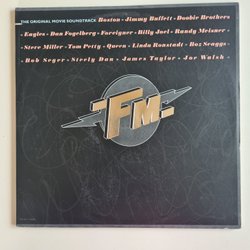 THE ORIGINAL MOVIE SOUNDTRACK Boston - Jimmy Buffett - Doobie Brothers
- Eagles - Dan Fogelberg - Foreigner - Billy Joel - Randy Meisner
- Steve Miller - Tom Petty - Queen - Linda Ronstadt - Boz Scaggs -
Bob Seger - Steely Dan - James Taylor - Joe Walsh -
FM